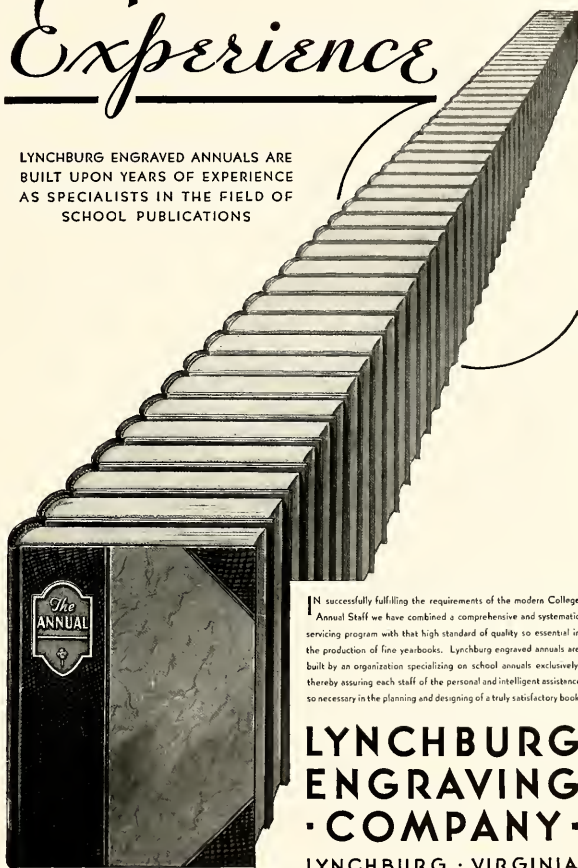 Experience
LYNCHBURG ENGRAVED ANNUALS ARE
BUILT UPON YEARS OF EXPERIENCE
AS SPECIALISTS IN THE FIELD OF
SCHOOL PUBLICATIONS
The
ANNUAL
IN successfully fulfilling the requirements of the modern College
Annual Staff we have combined a comprehensive and systematic
servicing program with that high standard of quality so essential in
the production of fine yearbooks. Lynchburg engraved annuals are
built by an organization specializing on school annuals exclusively
thereby assuring each staff of the personal and intelligent assistance
so necessary in the planning and designing of a truly satisfactory book
LYNCHBURG
ENGRAVING
· COMPANY ·
LYNCHBURG · VIRGINIA